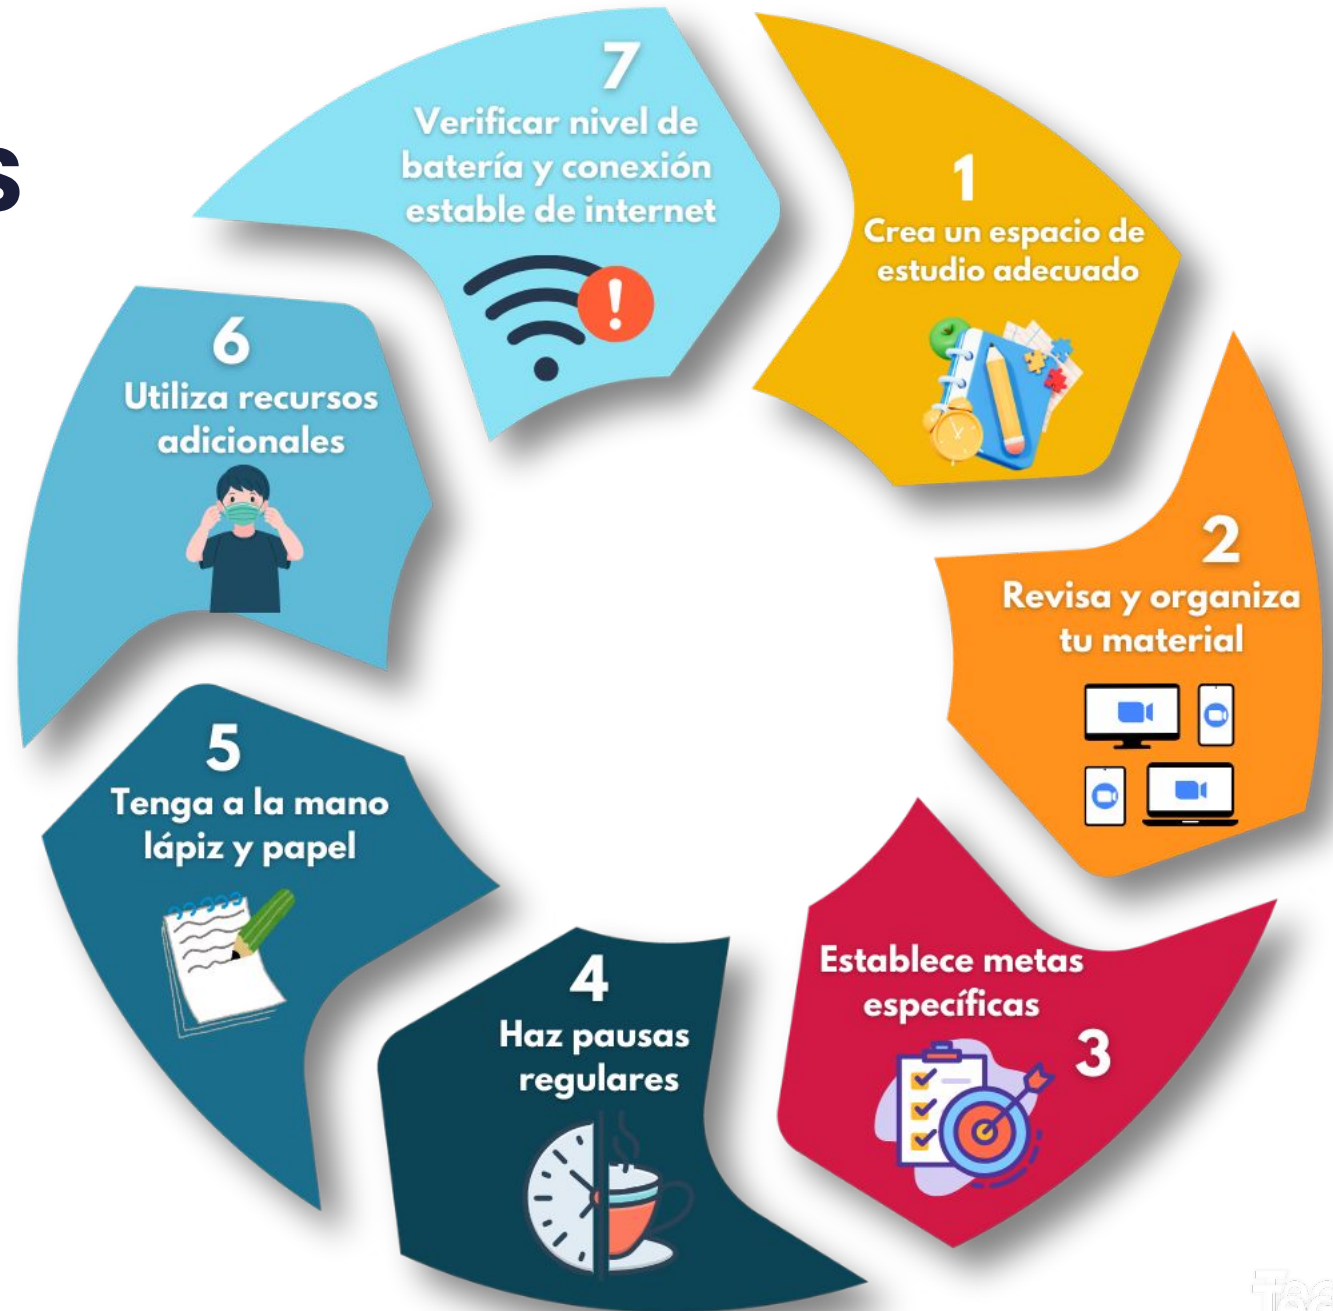 1
Crea un espacio de
estudio adecuado
2
Revisa y organiza
tu material
Establece metas
específicas
3
4
Haz pausas
regulares
5
Tenga a la mano
lápiz y papel
6
Utiliza recursos
adicionales
7
Verificar nivel de
batería y conexión
estable de internet